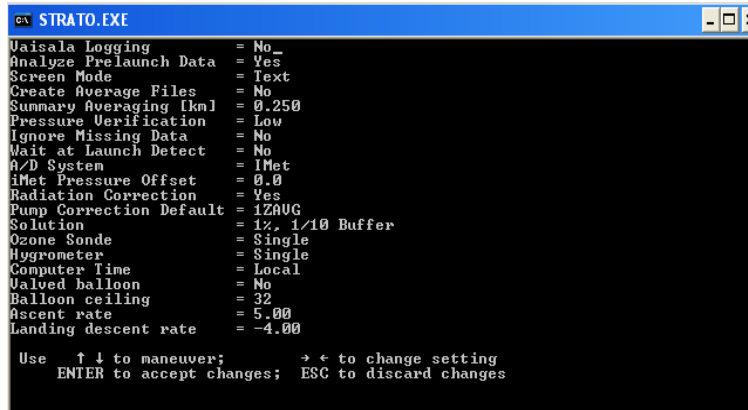 STRATO.EXE
Vaisala Logging = No_
Analyze Prelaunch Data = Yes
Screen Mode = Text
Create Average Files = No
Summary Averaging [km] = 0.250
Pressure Verification = Low
Ignore Missing Data = No
Wait at Launch Detect = No
A/D System = IMet
iMet Pressure Offset = 0.0
Radiation Correction = Yes
Pump Correction Default = 1ZAVG
Solution = 1%, 1/10 Buffer
Ozone Sonde = Single
Hygrometer = Single
Computer Time = Local
Valved balloon = No
Balloon ceiling = 32
Ascent rate = 5.00
Landing descent rate = -4.00
Use ↑ ↓ to maneuver; → ← to change setting
ENTER to accept changes; ESC to discard changes